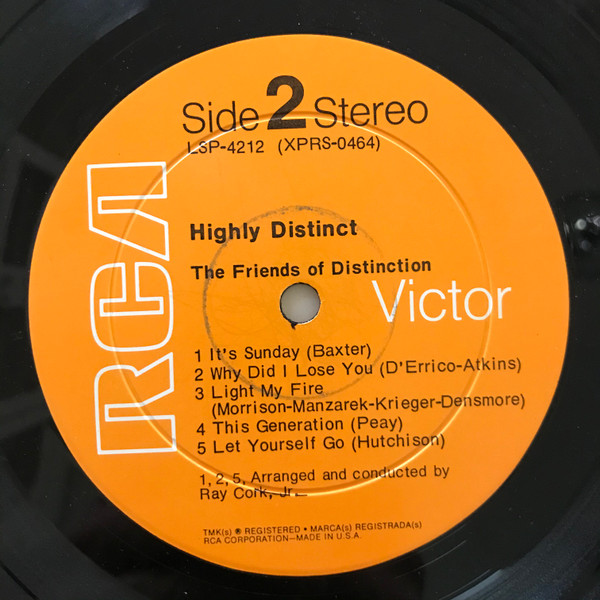 Side 2 Stereo
LSP-4212 (XPRS-0464)
RCA
Highly Distinct
The Friends of Distinction
Victor
1 It's Sunday (Baxter)
2 Why Did I Lose You (D'Errico-Atkins)
3 Light My Fire
(Morrison-Manzarek-Krieger-Densmore)
4 This Generation (Peay)
5 Let Yourself Go (Hutchison)
1, 2, 5, Arranged and conducted by
Ray Cork, Jr.
TMK(s) ® REGISTERED • MARCA(s) REGISTRADA(s)
RCA CORPORATION—MADE IN U.S.A.